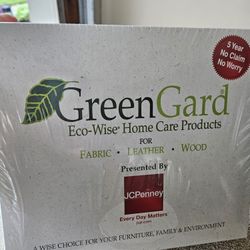 5 Year
No Claim
No Worry
GreenGard
Eco-Wise® Home Care Products
FOR
FABRIC • LEATHER • WOOD
Presented By
JCPenney
Every Day Matters
A WISE CHOICE FOR YOUR FURNITURE, FAMILY & ENVIRONMENT